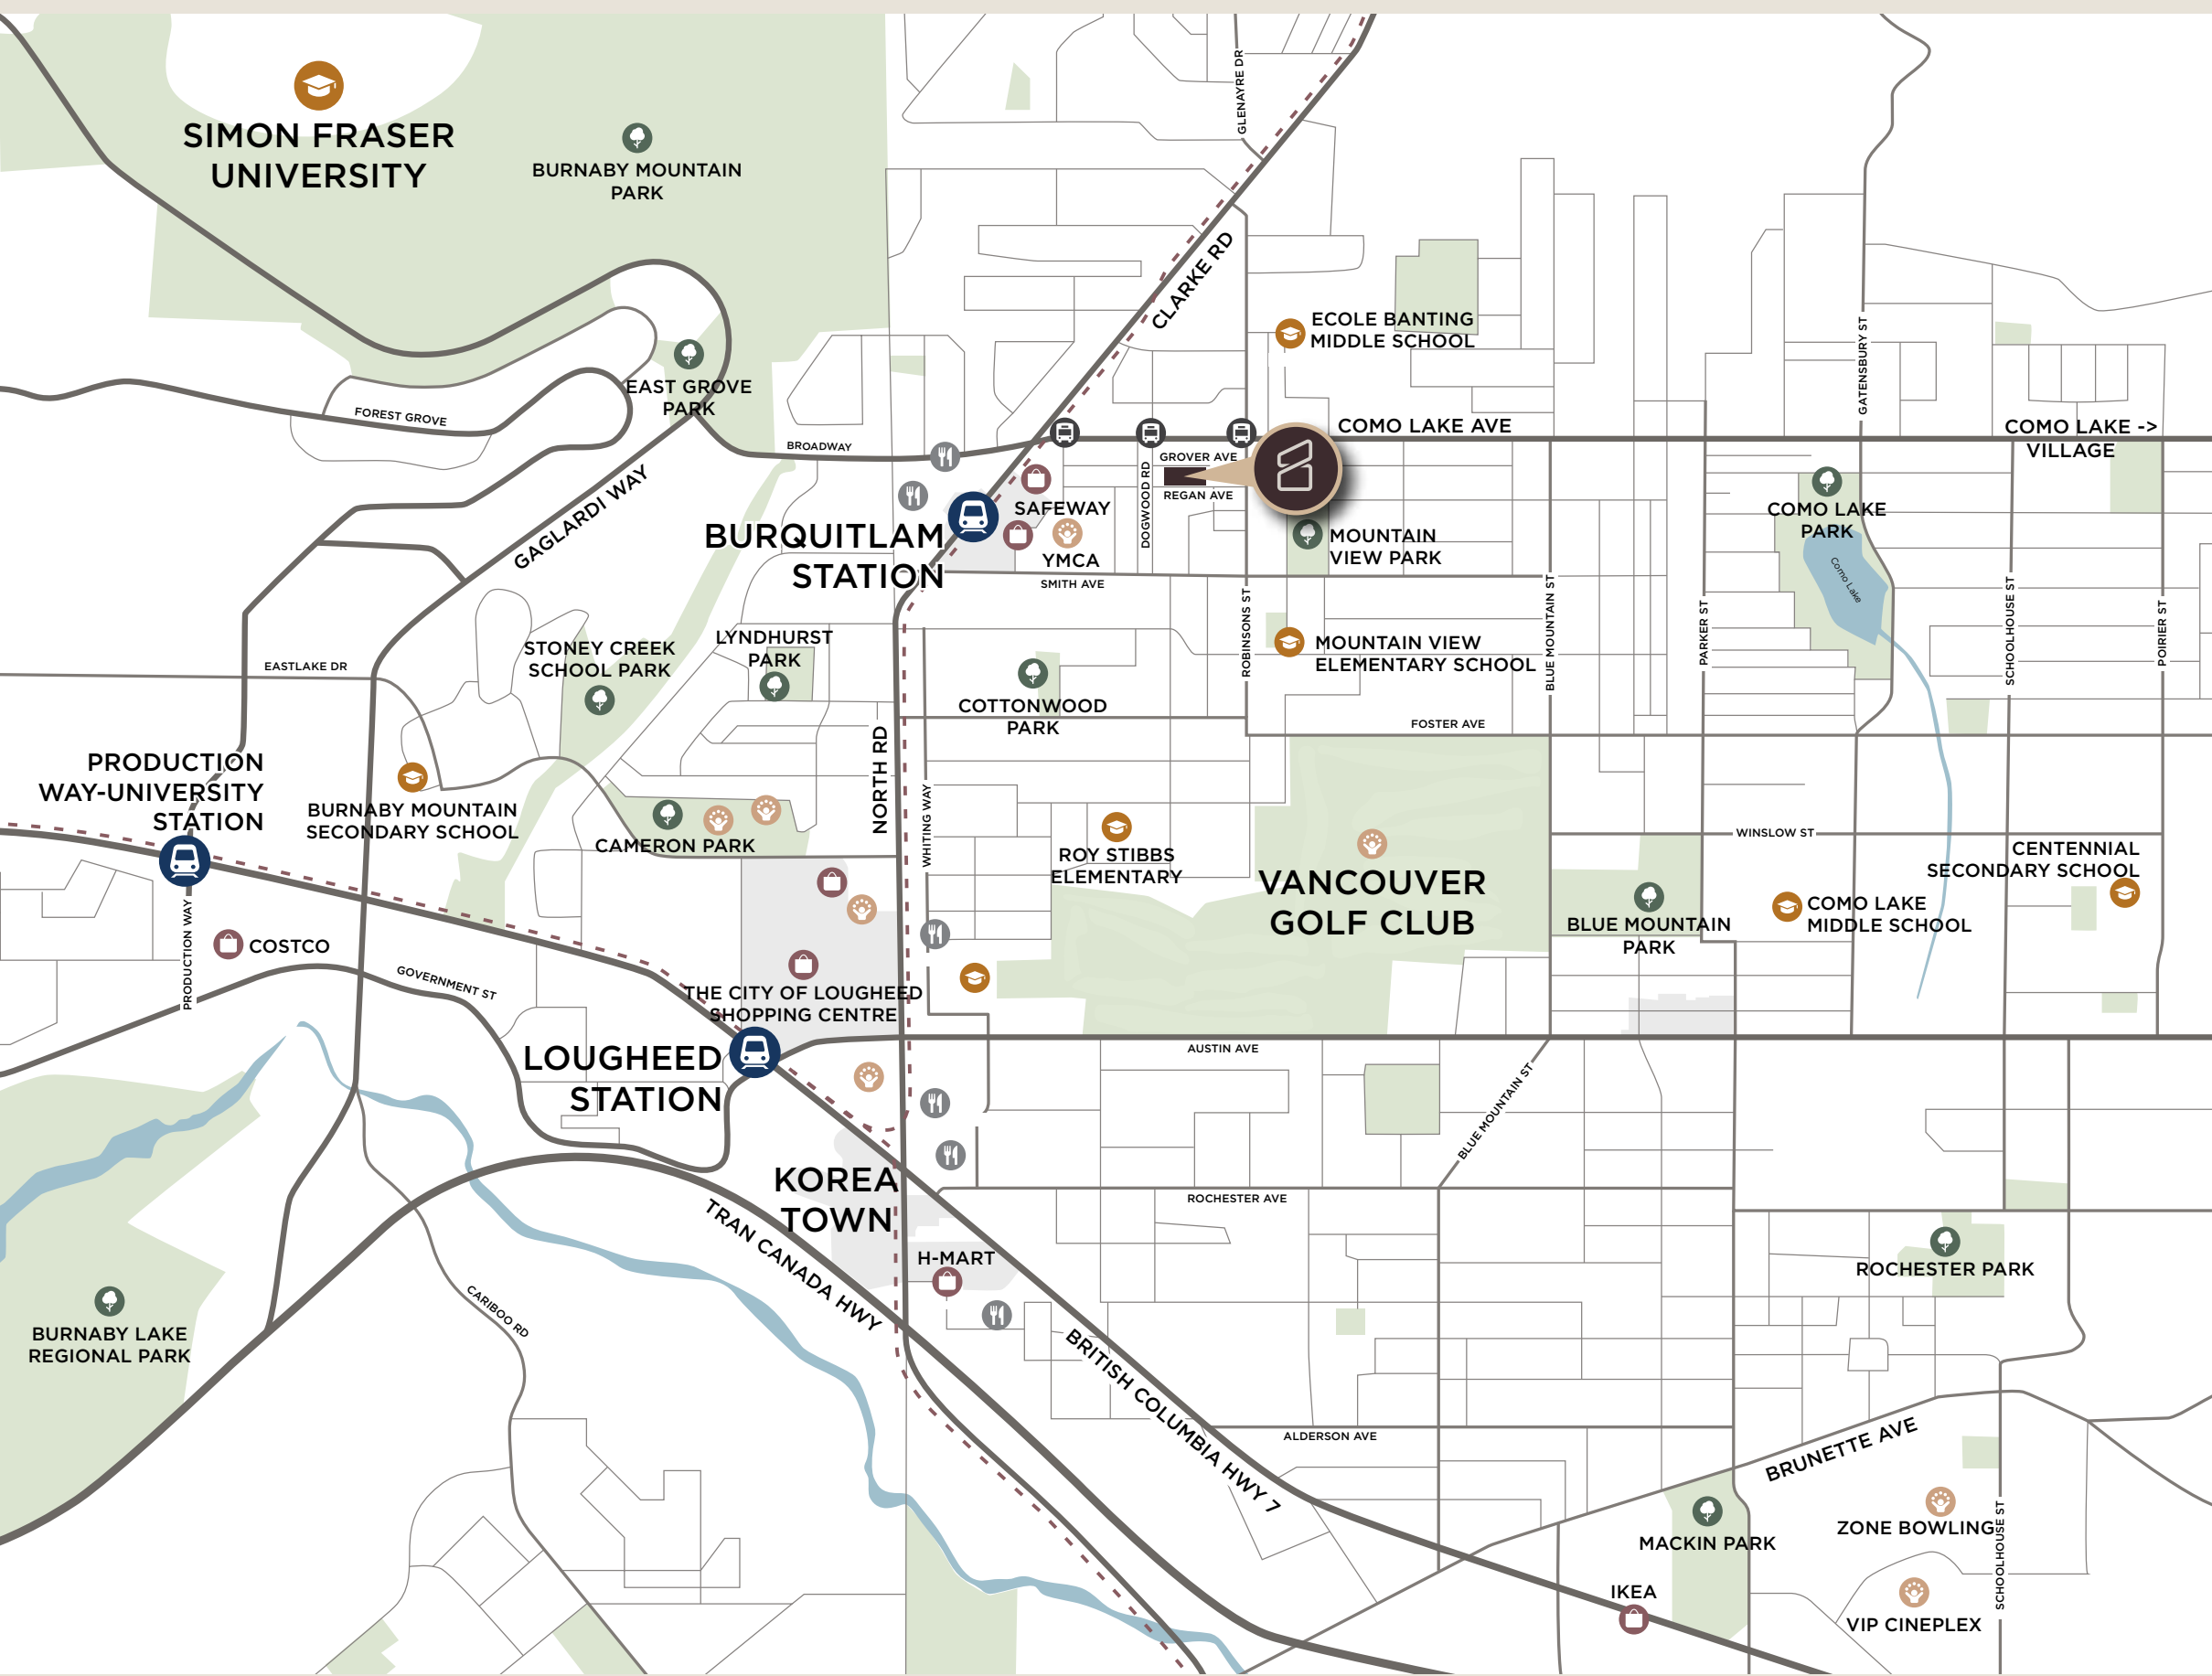 SIMON FRASER
UNIVERSITY
BURNABY MOUNTAIN
PARK
GLENAYRE DR
CLARKE RD
ECOLE BANTING
MIDDLE SCHOOL
GATENSBURY ST
EAST GROVE
PARK
FOREST GROVE
BROADWAY
COMO LAKE AVE
COMO LAKE ->
VILLAGE
GROVER AVE
REGAN AVE
DOGWOOD RD
GAGLARDI WAY
SAFEWAY
YMCA
BURQUITLAM
STATION
SMITH AVE
MOUNTAIN
VIEW PARK
COMO LAKE
PARK
Como Lake
STONEY CREEK
SCHOOL PARK
LYNDHURST
PARK
EASTLAKE DR
COTTONWOOD
PARK
ROBINSONS ST
MOUNTAIN VIEW
ELEMENTARY SCHOOL
BLUE MOUNTAIN ST
PARKER ST
SCHOOLHOUSE ST
POIRIER ST
FOSTER AVE
NORTH RD
WHITING WAY
PRODUCTION
WAY-UNIVERSITY
STATION
BURNABY MOUNTAIN
SECONDARY SCHOOL
CAMERON PARK
ROY STIBBS
ELEMENTARY
VANCOUVER
GOLF CLUB
WINSLOW ST
CENTENNIAL
SECONDARY SCHOOL
BLUE MOUNTAIN
PARK
COMO LAKE
MIDDLE SCHOOL
COSTCO
PRODUCTION WAY
GOVERNMENT ST
THE CITY OF LOUGHEED
SHOPPING CENTRE
LOUGHEED
STATION
AUSTIN AVE
BLUE MOUNTAIN ST
KOREA
TOWN
ROCHESTER AVE
TRAN CANADA HWY
H-MART
ROCHESTER PARK
BURNABY LAKE
REGIONAL PARK
CARIBOO RD
BRITISH COLUMBIA HWY 7
ALDERSON AVE
BRUNETTE AVE
MACKIN PARK
ZONE BOWLING
SCHOOLHOUSE ST
IKEA
VIP CINEPLEX